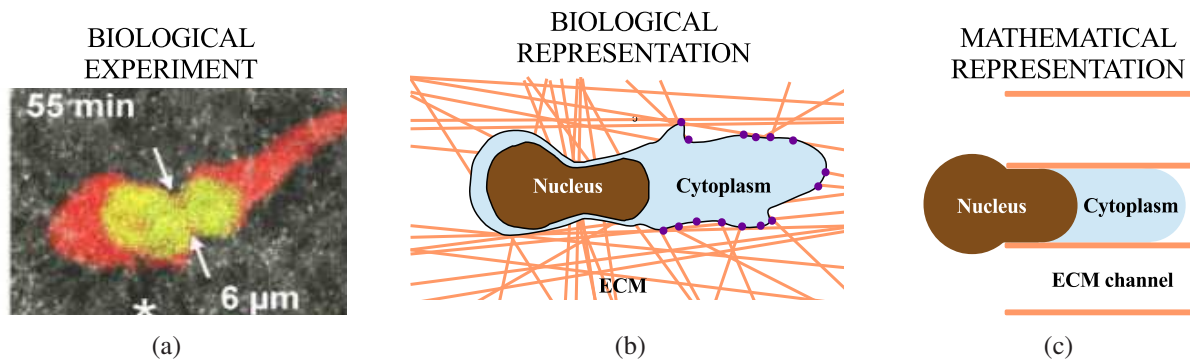 BIOLOGICAL
EXPERIMENT
55 min
6 μm
*
(a)
BIOLOGICAL
REPRESENTATION
Nucleus
Cytoplasm
ECM
(b)
MATHEMATICAL
REPRESENTATION
Nucleus
Cytoplasm
ECM channel
(c)